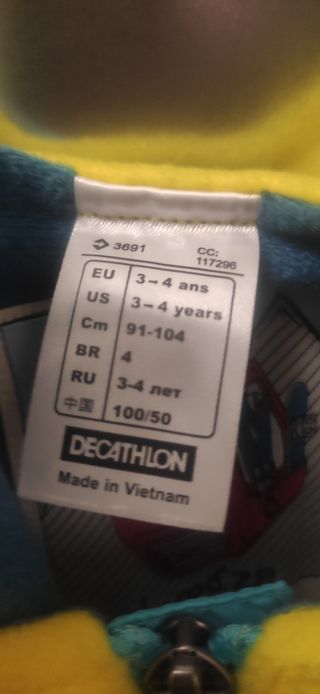 3691 CC:
117296
EU 3-4 ans
US 3-4 years
Cm 91-104
BR 4
RU 3-4 лет
中国 100/50
DECATHLON
Made in Vietnam